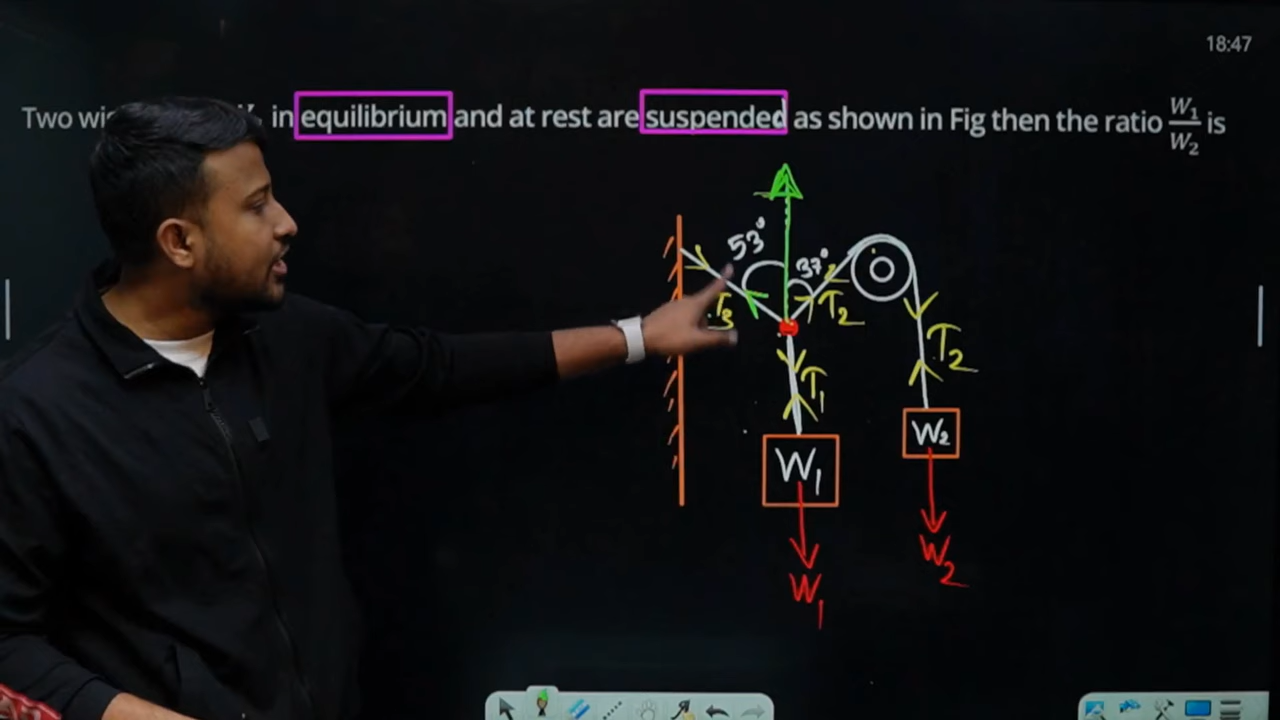 18:47
Two in equilibrium and at rest are suspended as shown in Fig then the ratio W₁/W₂ is
53° 37°
T₃ T₂
T₂
T₁
W₂
W₁
W₂
W₁